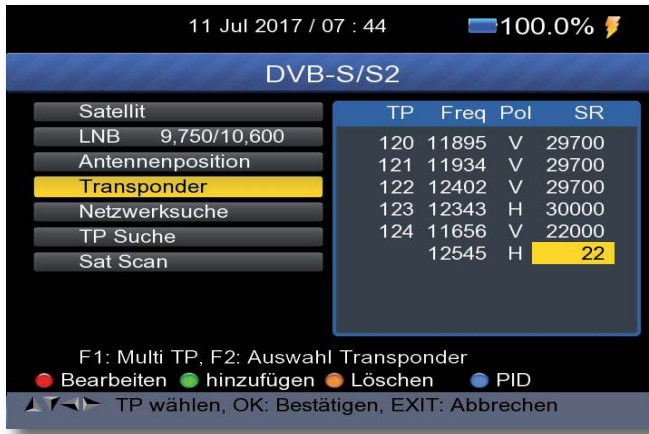 11 Jul 2017 / 07 : 44 100.0%
DVB-S/S2
Satellit
LNB 9,750/10,600
Antennenposition
Transponder
Netzwerksuche
TP Suche
Sat Scan
TP Freq Pol SR
120 11895 V 29700
121 11934 V 29700
122 12402 V 29700
123 12343 H 30000
124 11656 V 22000
12545 H 22
F1: Multi TP, F2: Auswahl Transponder
Bearbeiten hinzufügen Löschen PID
TP wählen, OK: Bestätigen, EXIT: Abbrechen